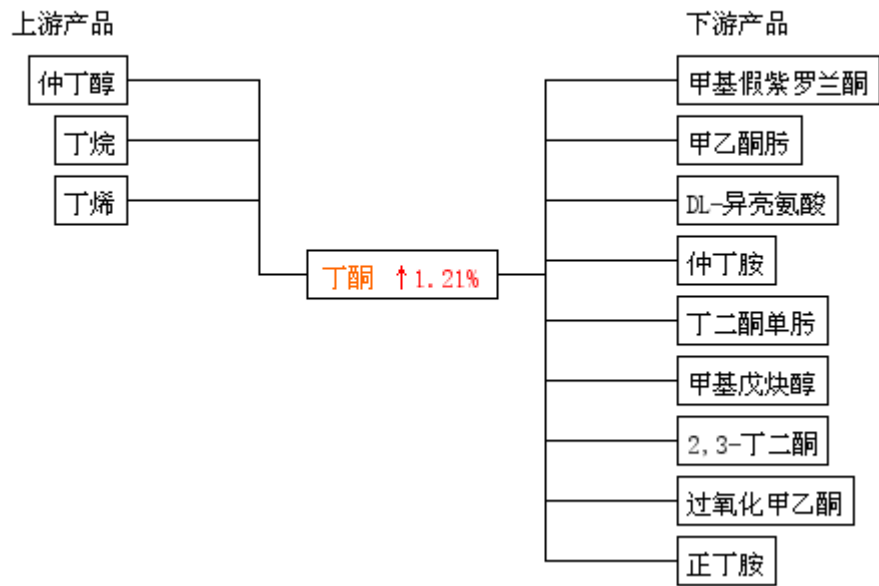 上游产品
下游产品
仲丁醇
丁烷
丁烯
丁酮 ↑1.21%
甲基假紫罗兰酮
甲乙酮肟
DL-异亮氨酸
仲丁胺
丁二酮单肟
甲基戊炔醇
2,3-丁二酮
过氧化甲乙酮
正丁胺